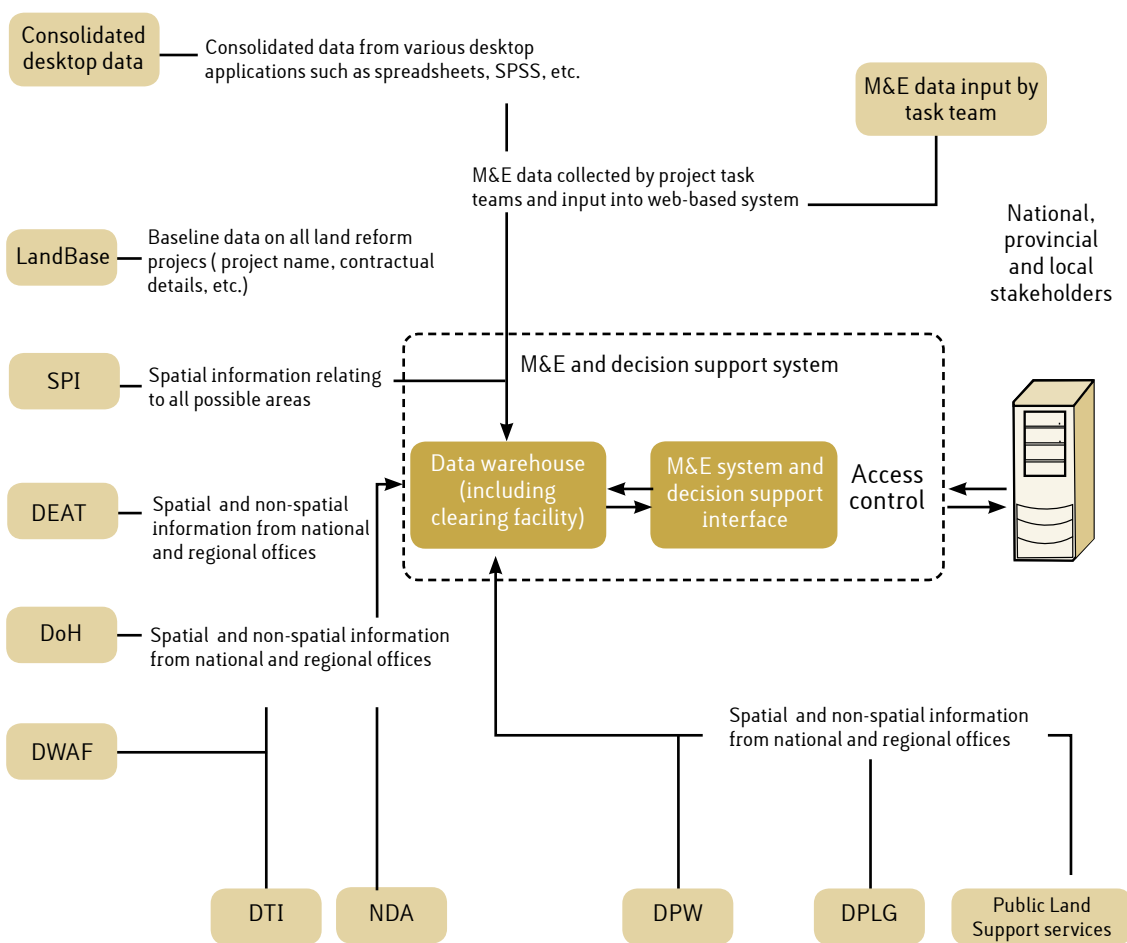 Consolidated
desktop data
Consolidated data from various desktop
applications such as spreadsheets, SPSS, etc.
M&E data input by
task team
M&E data collected by project task
teams and input into web-based system
National,
provincial
and local
stakeholders
LandBase
Baseline data on all land reform
projecs ( project name, contractual
details, etc.)
M&E and decision support system
SPI
Spatial information relating
to all possible areas
Data warehouse
(including
clearing facility)
M&E system and
decision support
interface
Access
control
DEAT
Spatial and non-spatial
information from national
and regional offices
DoH
Spatial and non-spatial information
from national and regional offices
DWAF
Spatial and non-spatial information
from national and regional offices
DTI
NDA
DPW
DPLG
Public Land
Support services